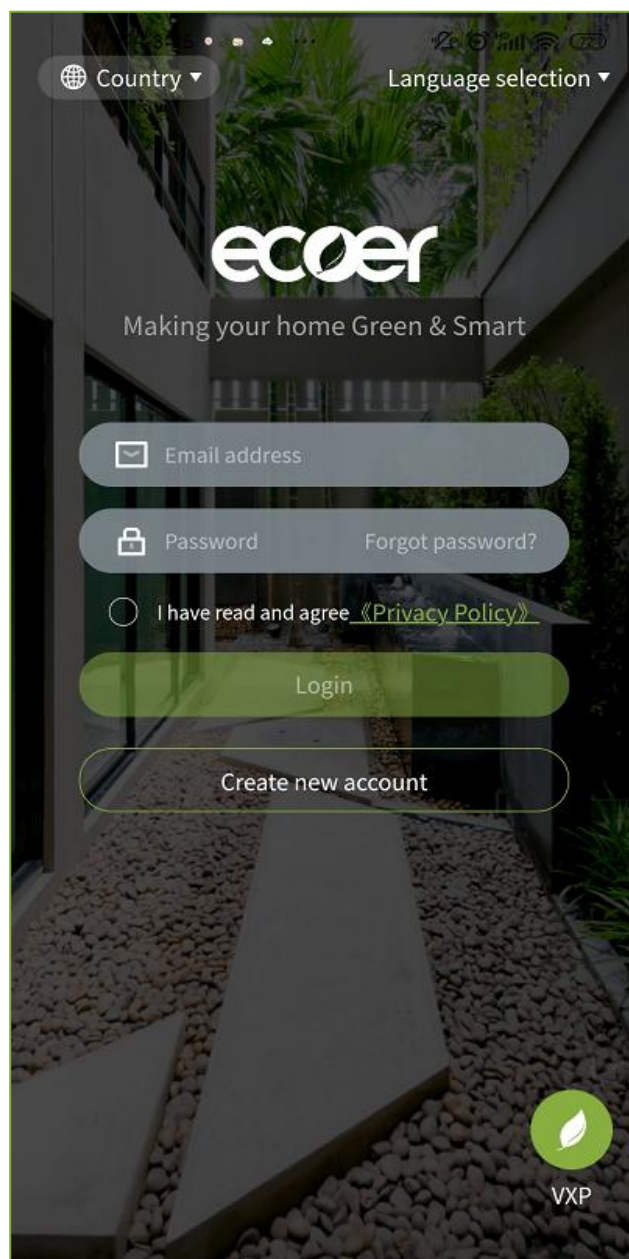 Country ▼
Language selection ▼
ecoer
Making your home Green & Smart
Email address
Password Forgot password?
I have read and agree《Privacy Policy》
Login
Create new account
VXP